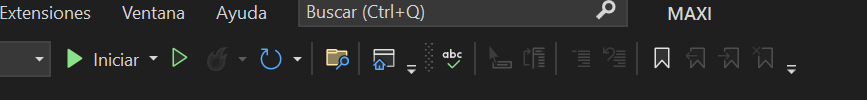 Extensiones Ventana Ayuda Buscar (Ctrl+Q) MAXI
Iniciar abc